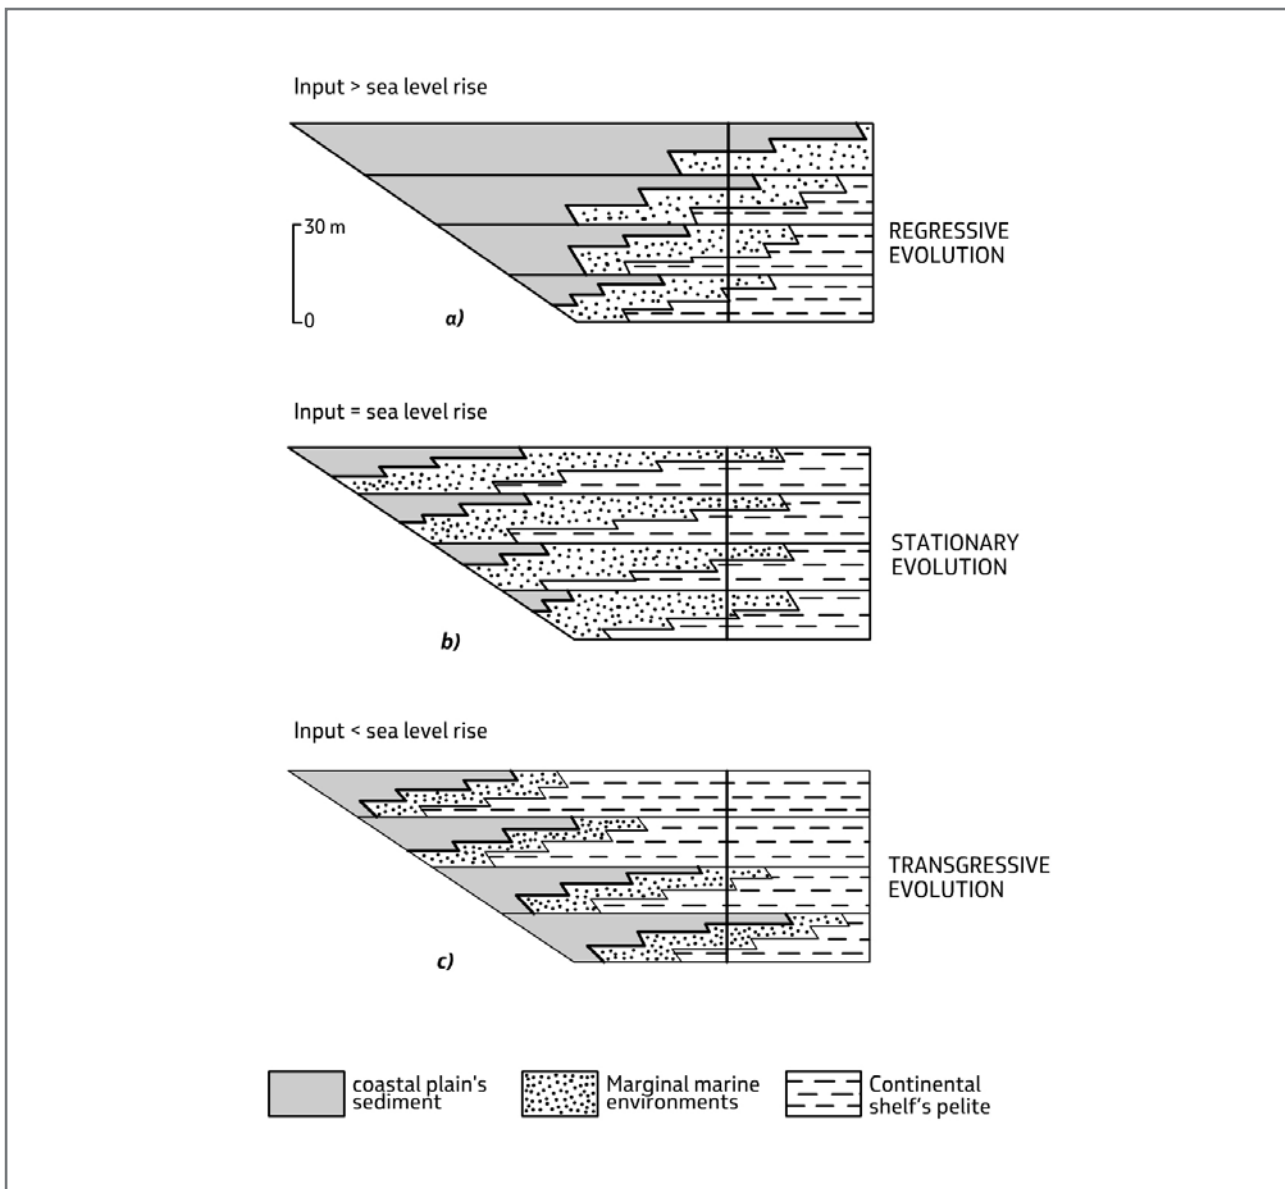 Input > sea level rise
30 m
0
a)
REGRESSIVE
EVOLUTION
Input = sea level rise
b)
STATIONARY
EVOLUTION
Input < sea level rise
c)
TRANSGRESSIVE
EVOLUTION
coastal plain's
sediment
Marginal marine
environments
Continental
shelf's pelite